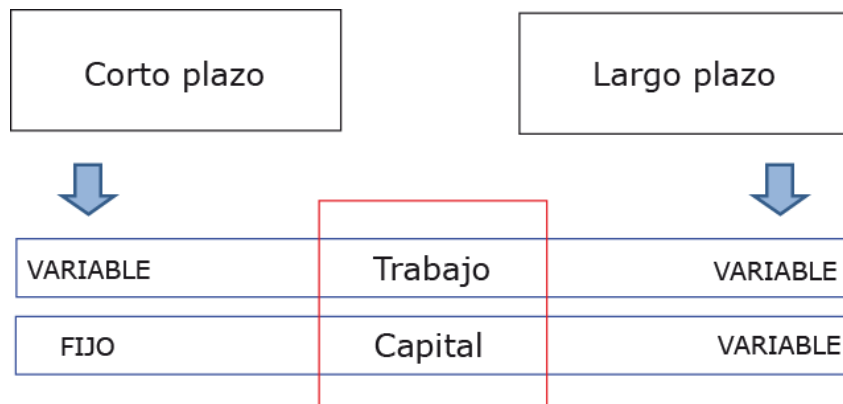 Corto plazo
Largo plazo
VARIABLE Trabajo VARIABLE
FIJO Capital VARIABLE